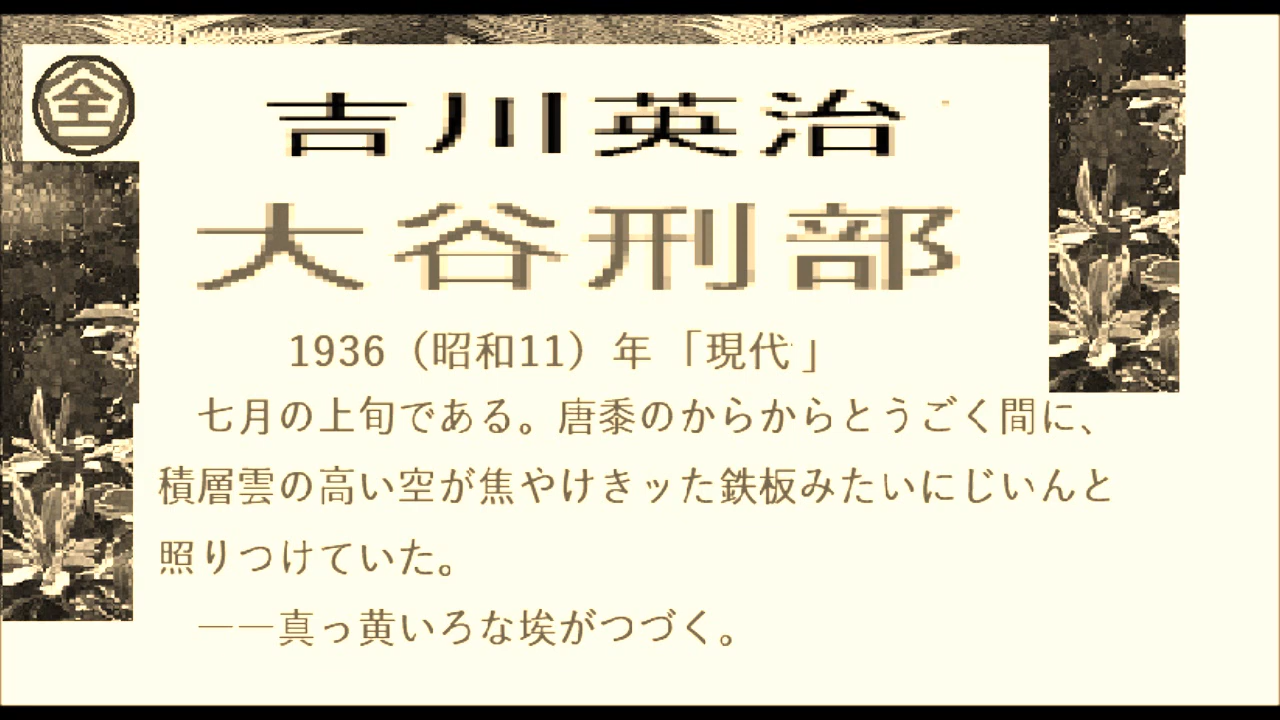 全
吉川英治
大谷刑部
1936（昭和11）年「現代」
七月の上旬である。唐黍のからからとうごく間に、
積層雲の高い空が焦やけきッた鉄板みたいにじいんと
照りつけていた。
――真っ黄いろな埃がつづく。